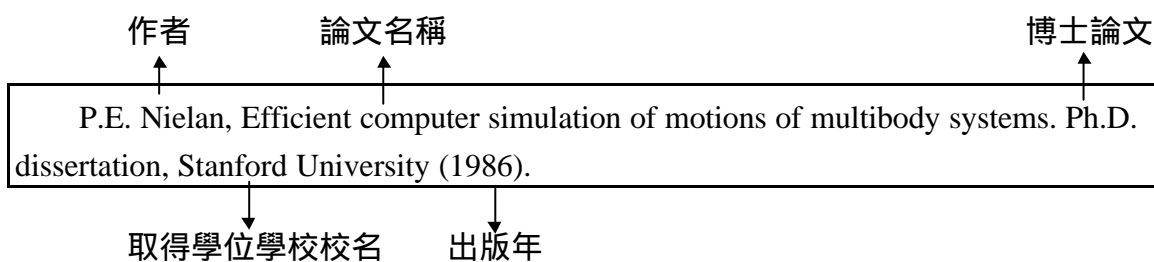 作者 論文名稱 博士論文
P.E. Nielan, Efficient computer simulation of motions of multibody systems. Ph.D.
dissertation, Stanford University (1986).
取得學位學校校名 出版年